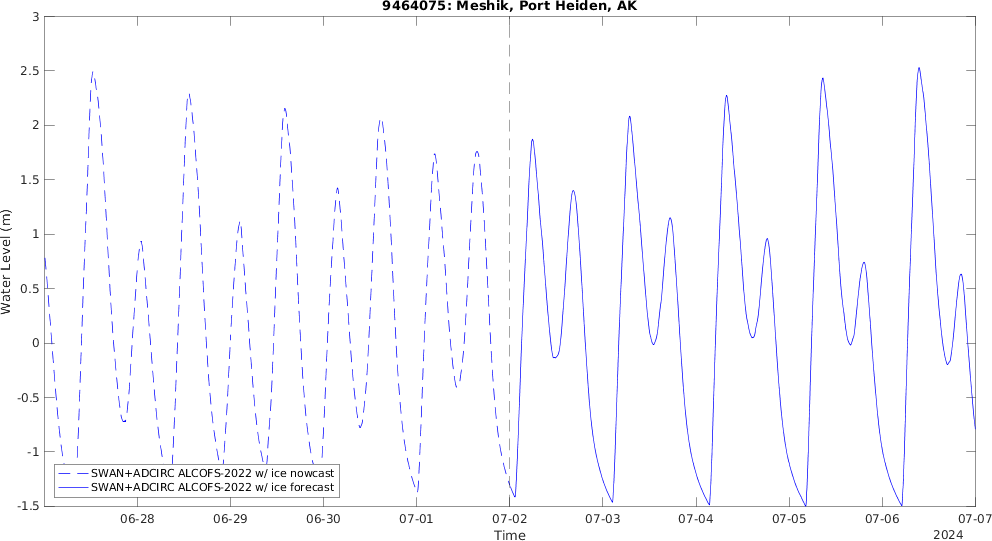 9464075: Meshik, Port Heiden, AK
3
2.5
2
1.5
1
0.5
0
-0.5
-1
-1.5
Water Level (m)
SWAN+ADCIRC ALCOFS-2022 w/ ice nowcast
SWAN+ADCIRC ALCOFS-2022 w/ ice forecast
06-28 06-29 06-30 07-01 07-02 07-03 07-04 07-05 07-06 07-07
Time
2024